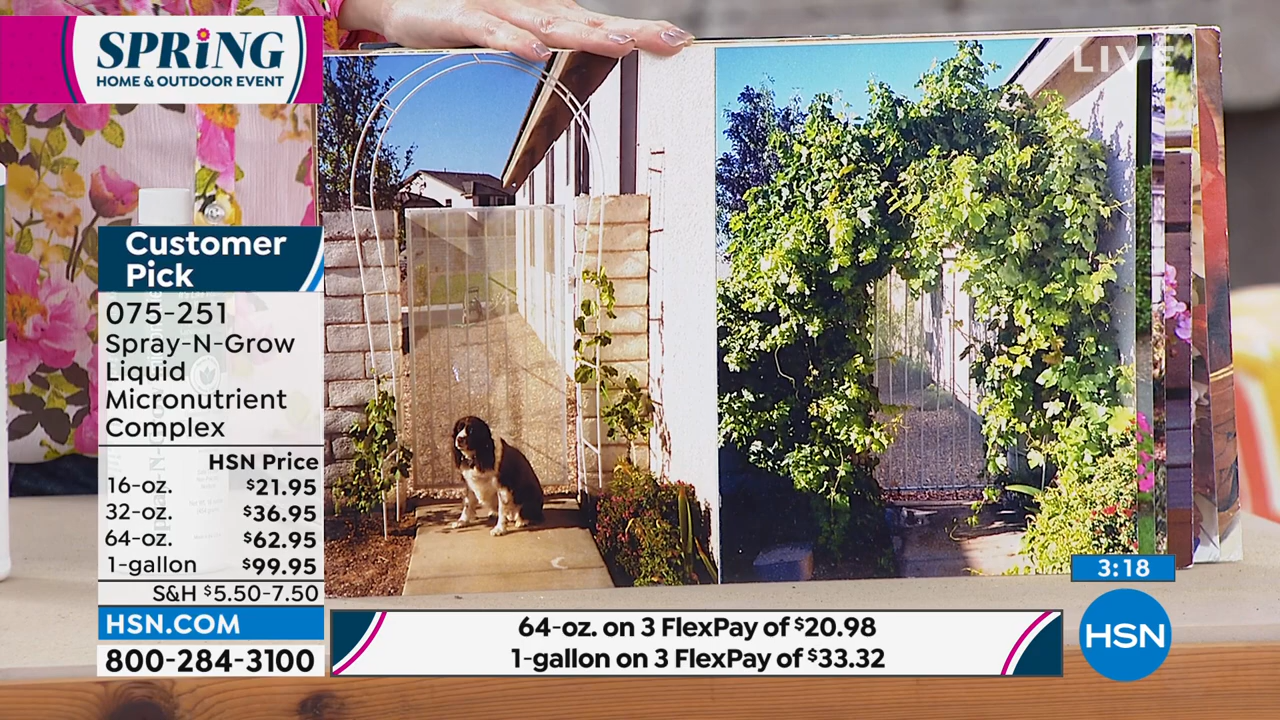 SPRiNG
HOME & OUTDOOR EVENT
LIVE
Customer
Pick
075-251
Spray-N-Grow
Liquid
Micronutrient
Complex
HSN Price
16-oz. $21.95
32-oz. $36.95
64-oz. $62.95
1-gallon $99.95
S&H $5.50-7.50
HSN.COM
800-284-3100
64-oz. on 3 FlexPay of $20.98
1-gallon on 3 FlexPay of $33.32
3:18
HSN